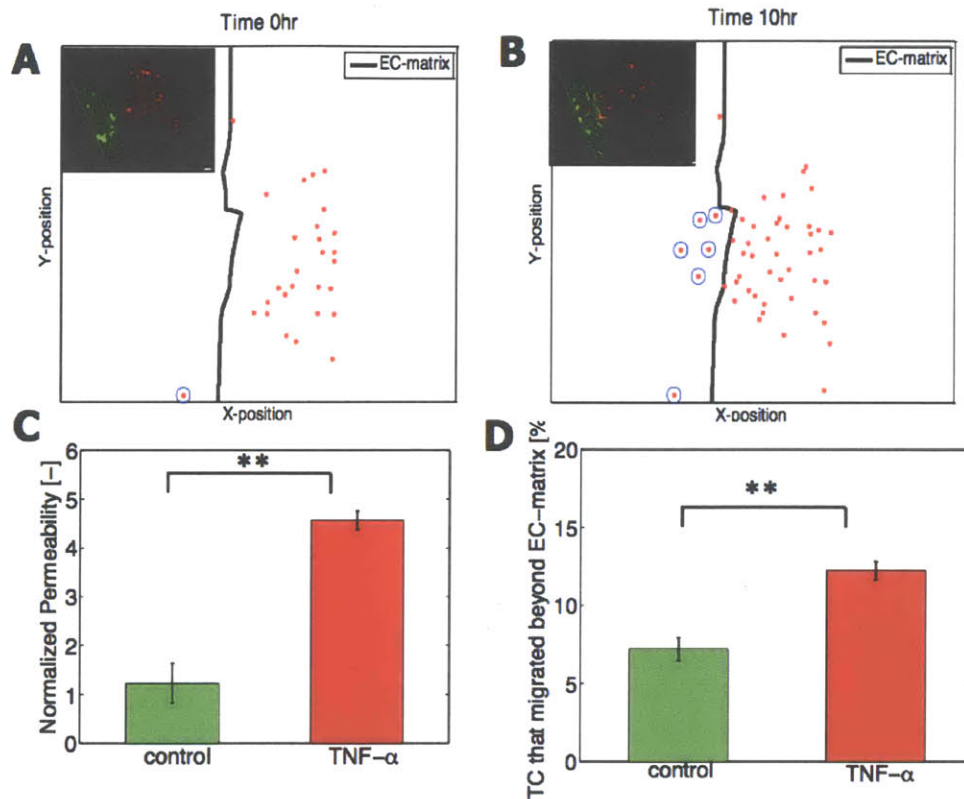 Time 0hr
Time 10hr
A
EC-matrix
Y-position
X-position
B
EC-matrix
Y-position
X-position
C
Normalized Permeability [-]
6
5
4
3
2
1
0
**
control
TNF-α
D
TC that migrated beyond EC-matrix [%
20
15
10
5
0
**
control
TNF-α